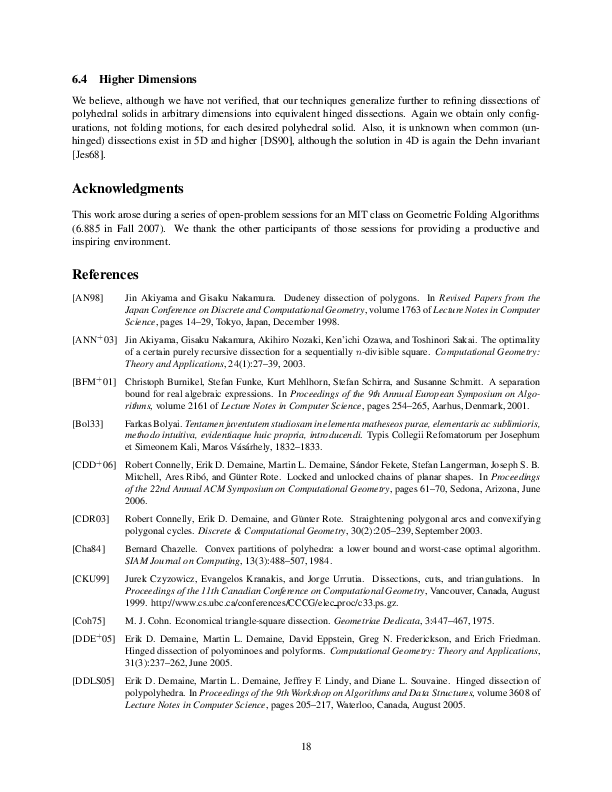 6.4 Higher Dimensions
We believe, although we have not verified, that our techniques generalize further to refining dissections of
polyhedral solids in arbitrary dimensions into equivalent hinged dissections. Again we obtain only config-
urations, not folding motions, for each desired polyhedral solid. Also, it is unknown when common (un-
hinged) dissections exist in 5D and higher [DS90], although the solution in 4D is again the Dehn invariant
[Jes68].
Acknowledgments
This work arose during a series of open-problem sessions for an MIT class on Geometric Folding Algorithms
(6.885 in Fall 2007). We thank the other participants of those sessions for providing a productive and
inspiring environment.
References
[AN98] Jin Akiyama and Gisaku Nakamura. Dudeney dissection of polygons. In Revised Papers from the
Japan Conference on Discrete and Computational Geometry, volume 1763 of Lecture Notes in Computer
Science, pages 14–29, Tokyo, Japan, December 1998.
[ANN+03] Jin Akiyama, Gisaku Nakamura, Akihiro Nozaki, Ken'ichi Ozawa, and Toshinori Sakai. The optimality
of a certain purely recursive dissection for a sequentially n-divisible square. Computational Geometry:
Theory and Applications, 24(1):27–39, 2003.
[BFM+01] Christoph Burnikel, Stefan Funke, Kurt Mehlhorn, Stefan Schirra, and Susanne Schmitt. A separation
bound for real algebraic expressions. In Proceedings of the 9th Annual European Symposium on Algo-
rithms, volume 2161 of Lecture Notes in Computer Science, pages 254–265, Aarhus, Denmark, 2001.
[Bol33] Farkas Bolyai. Tentamen juventutem studiosam in elementa matheseos purae, elementaris ac sublimioris,
methodo intuitiva, evidentiaque huic propria, introducendi. Typis Collegii Refomatorum per Josephum
et Simeonem Kali, Maros Vásárhely, 1832–1833.
[CDD+06] Robert Connelly, Erik D. Demaine, Martin L. Demaine, Sándor Fekete, Stefan Langerman, Joseph S. B.
Mitchell, Ares Ribó, and Günter Rote. Locked and unlocked chains of planar shapes. In Proceedings
of the 22nd Annual ACM Symposium on Computational Geometry, pages 61–70, Sedona, Arizona, June
2006.
[CDR03] Robert Connelly, Erik D. Demaine, and Günter Rote. Straightening polygonal arcs and convexifying
polygonal cycles. Discrete & Computational Geometry, 30(2):205–239, September 2003.
[Cha84] Bernard Chazelle. Convex partitions of polyhedra: a lower bound and worst-case optimal algorithm.
SIAM Journal on Computing, 13(3):488–507, 1984.
[CKU99] Jurek Czyzowicz, Evangelos Kranakis, and Jorge Urrutia. Dissections, cuts, and triangulations. In
Proceedings of the 11th Canadian Conference on Computational Geometry, Vancouver, Canada, August
1999. http://www.cs.ubc.ca/conferences/CCCG/elec_proc/c33.ps.gz.
[Coh75] M. J. Cohn. Economical triangle-square dissection. Geometriae Dedicata, 3:447–467, 1975.
[DDE+05] Erik D. Demaine, Martin L. Demaine, David Eppstein, Greg N. Frederickson, and Erich Friedman.
Hinged dissection of polyominoes and polyforms. Computational Geometry: Theory and Applications,
31(3):237–262, June 2005.
[DDLS05] Erik D. Demaine, Martin L. Demaine, Jeffrey F. Lindy, and Diane L. Souvaine. Hinged dissection of
polypolyhedra. In Proceedings of the 9th Workshop on Algorithms and Data Structures, volume 3608 of
Lecture Notes in Computer Science, pages 205–217, Waterloo, Canada, August 2005.
18